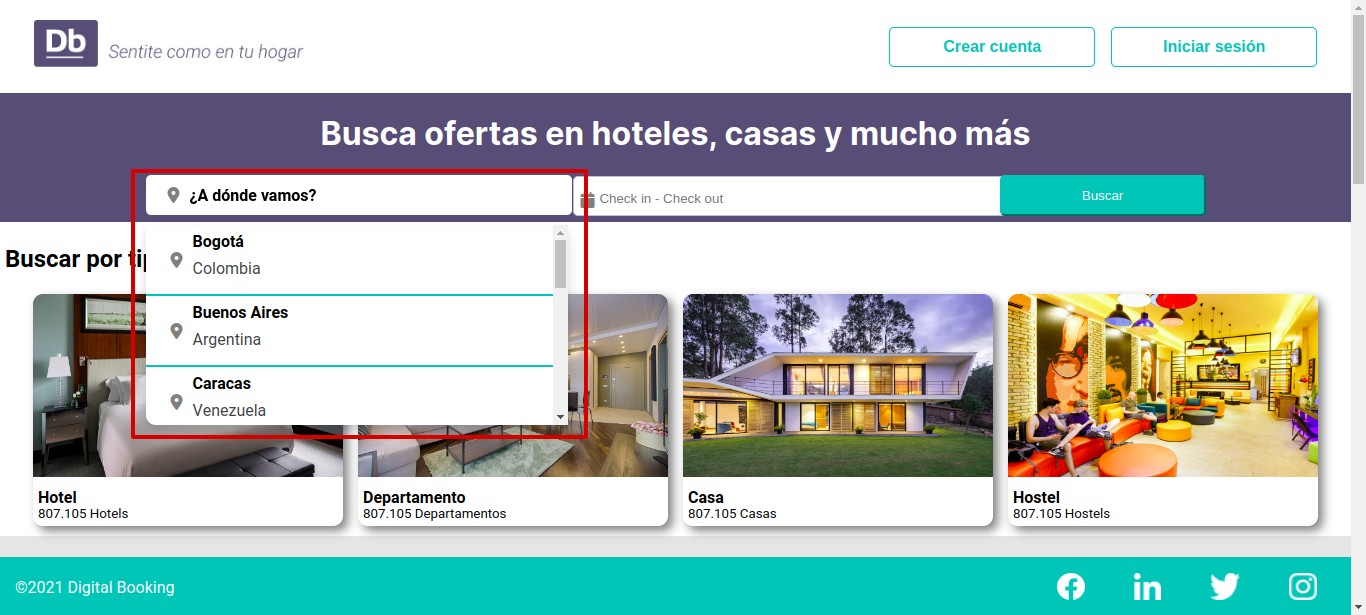 Db
Sentite como en tu hogar
Crear cuenta
Iniciar sesión
Busca ofertas en hoteles, casas y mucho más
¿A dónde vamos?
Check in - Check out
Buscar
Buscar por
Bogotá
Colombia
Buenos Aires
Argentina
Caracas
Venezuela
Hotel
807.105 Hotels
Departamento
807.105 Departamentos
Casa
807.105 Casas
Hostel
807.105 Hostels
©2021 Digital Booking